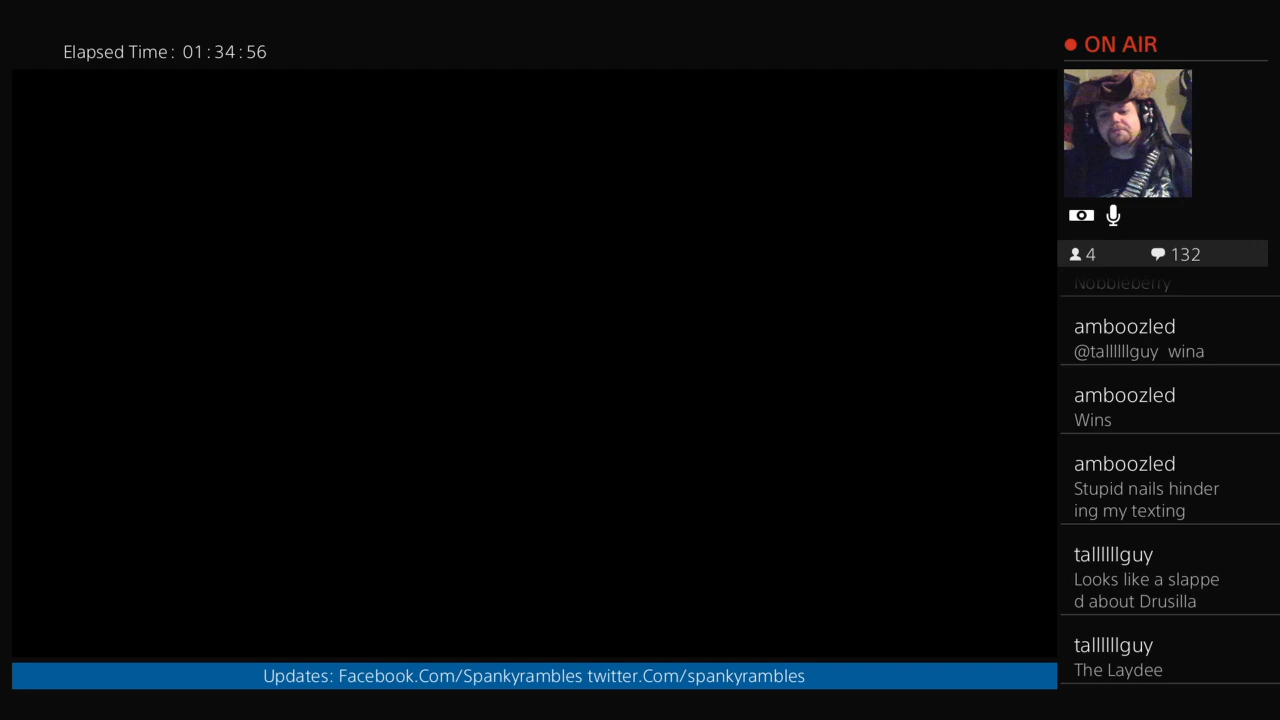 Elapsed Time: 01:34:56
ON AIR
4 132
Nobbleberry
amboozled
@tallllllguy wina
amboozled
Wins
amboozled
Stupid nails hinder
ing my texting
tallllllguy
Looks like a slappe
d about Drusilla
tallllllguy
The Laydee
Updates: Facebook.Com/Spankyrambles twitter.Com/spankyrambles